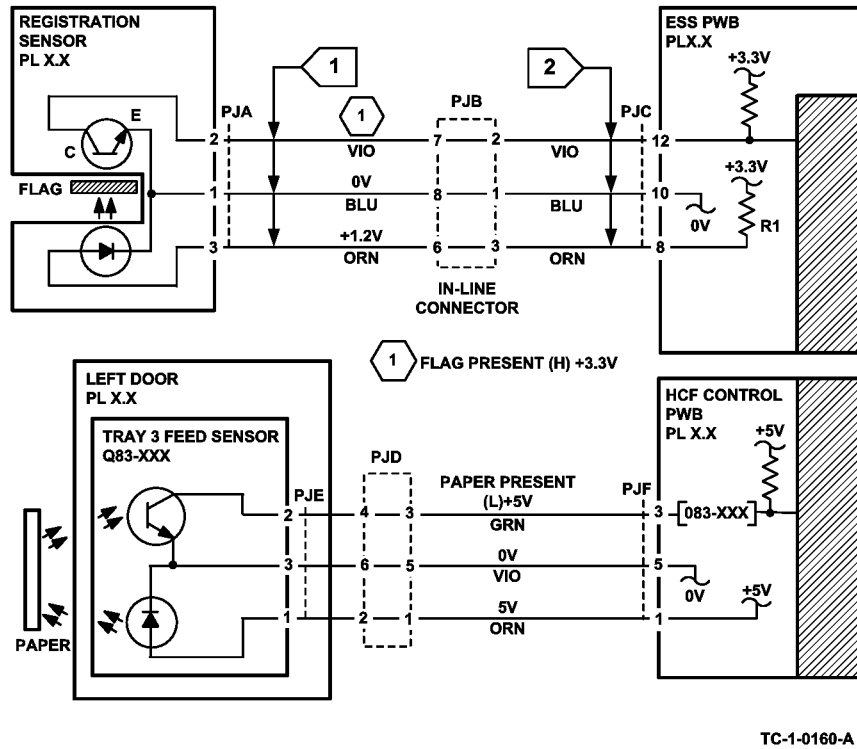 REGISTRATION
SENSOR
PL X.X
ESS PWB
PLX.X
+3.3V
1
2
PJA
1
PJB
PJC
E
C
2
VIO
7
2
VIO
12
FLAG
1
0V
BLU
8
1
BLU
10
0V
+3.3V
R1
3
+1.2V
ORN
6
3
ORN
8
IN-LINE
CONNECTOR
1
FLAG PRESENT (H) +3.3V
LEFT DOOR
PL X.X
HCF CONTROL
PWB
PL X.X
+5V
TRAY 3 FEED SENSOR
Q83-XXX
PJE
PJD
PAPER PRESENT
(L)+5V
PJF
2
4
3
GRN
3
083-XXX
3
6
5
0V
VIO
5
0V
+5V
1
2
1
5V
ORN
1
PAPER
TC-1-0160-A